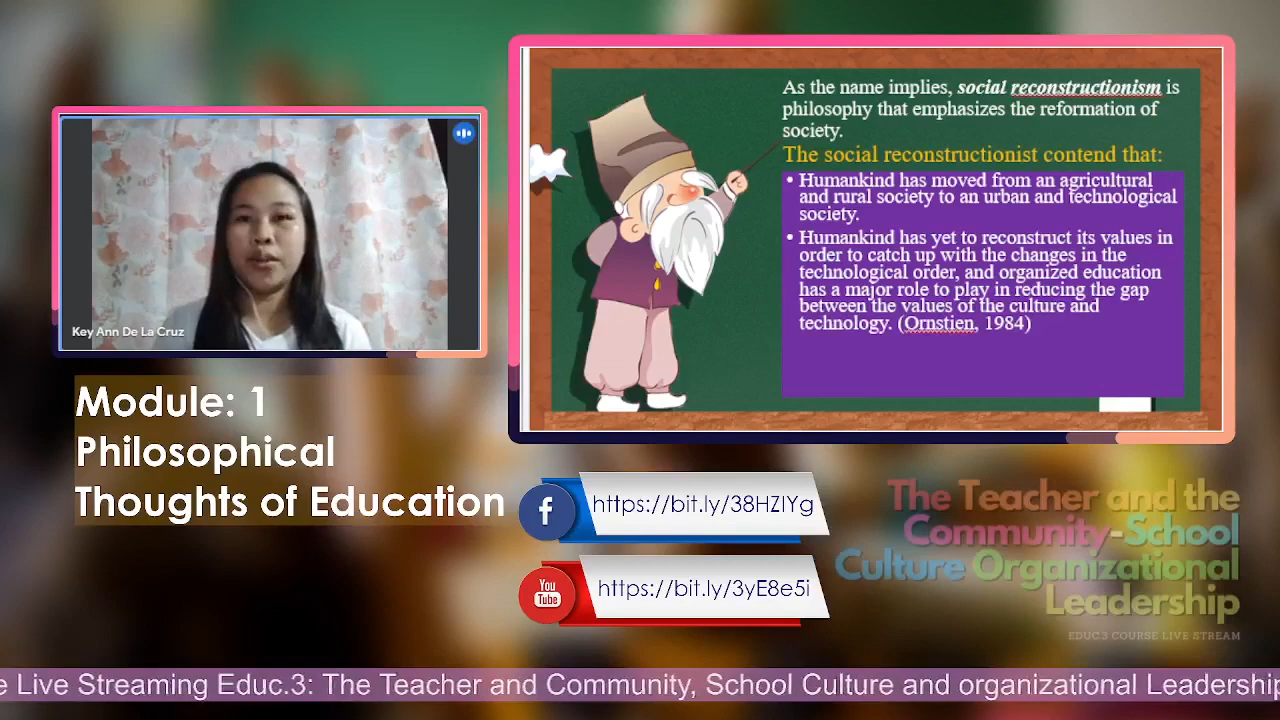 Key Ann De La Cruz
Module: 1
Philosophical
Thoughts of Education
As the name implies, social reconstructionism is
philosophy that emphasizes the reformation of
society.
The social reconstructionist contend that:
• Humankind has moved from an agricultural
and rural society to an urban and technological
society.
• Humankind has yet to reconstruct its values in
order to catch up with the changes in the
technological order, and organized education
has a major role to play in reducing the gap
between the values of the culture and
technology. (Ornstien, 1984)
f
https://bit.ly/38HZIYg
You
Tube
https://bit.ly/3yE8e5i
The Teacher and the
Community-School
Culture Organizational
Leadership
EDUC.3 COURSE LIVE STREAM
e Live Streaming Educ.3: The Teacher and Community, School Culture and organizational Leadership